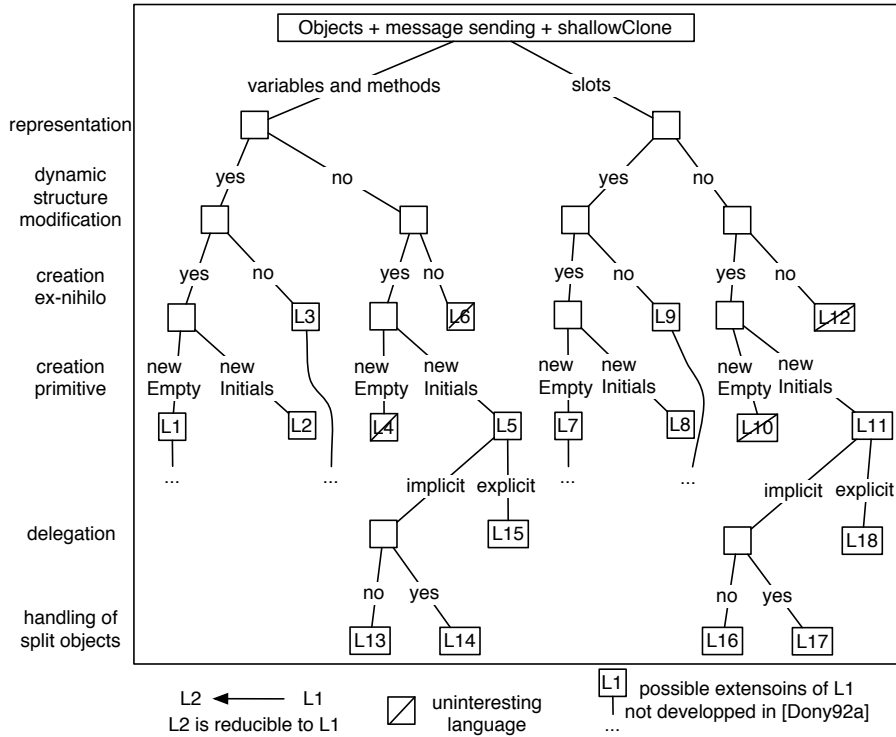 Objects + message sending + shallowClone
variables and methods
slots
representation
dynamic
structure
modification
yes
no
yes
no
creation
ex-nihilo
yes
no
yes
no
yes
no
yes
no
L3
L6
L9
L12
creation
primitive
new
Empty
new
Initials
new
Empty
new
Initials
new
Empty
new
Initials
new
Empty
new
Initials
L1
L2
L4
L5
L7
L8
L10
L11
...
...
...
...
delegation
implicit
explicit
implicit
explicit
L15
L18
handling of
split objects
no
yes
no
yes
L13
L14
L16
L17
L2
L1
L2 is reducible to L1
uninteresting
language
L1
possible extensoins of L1
not developped in [Dony92a]
...